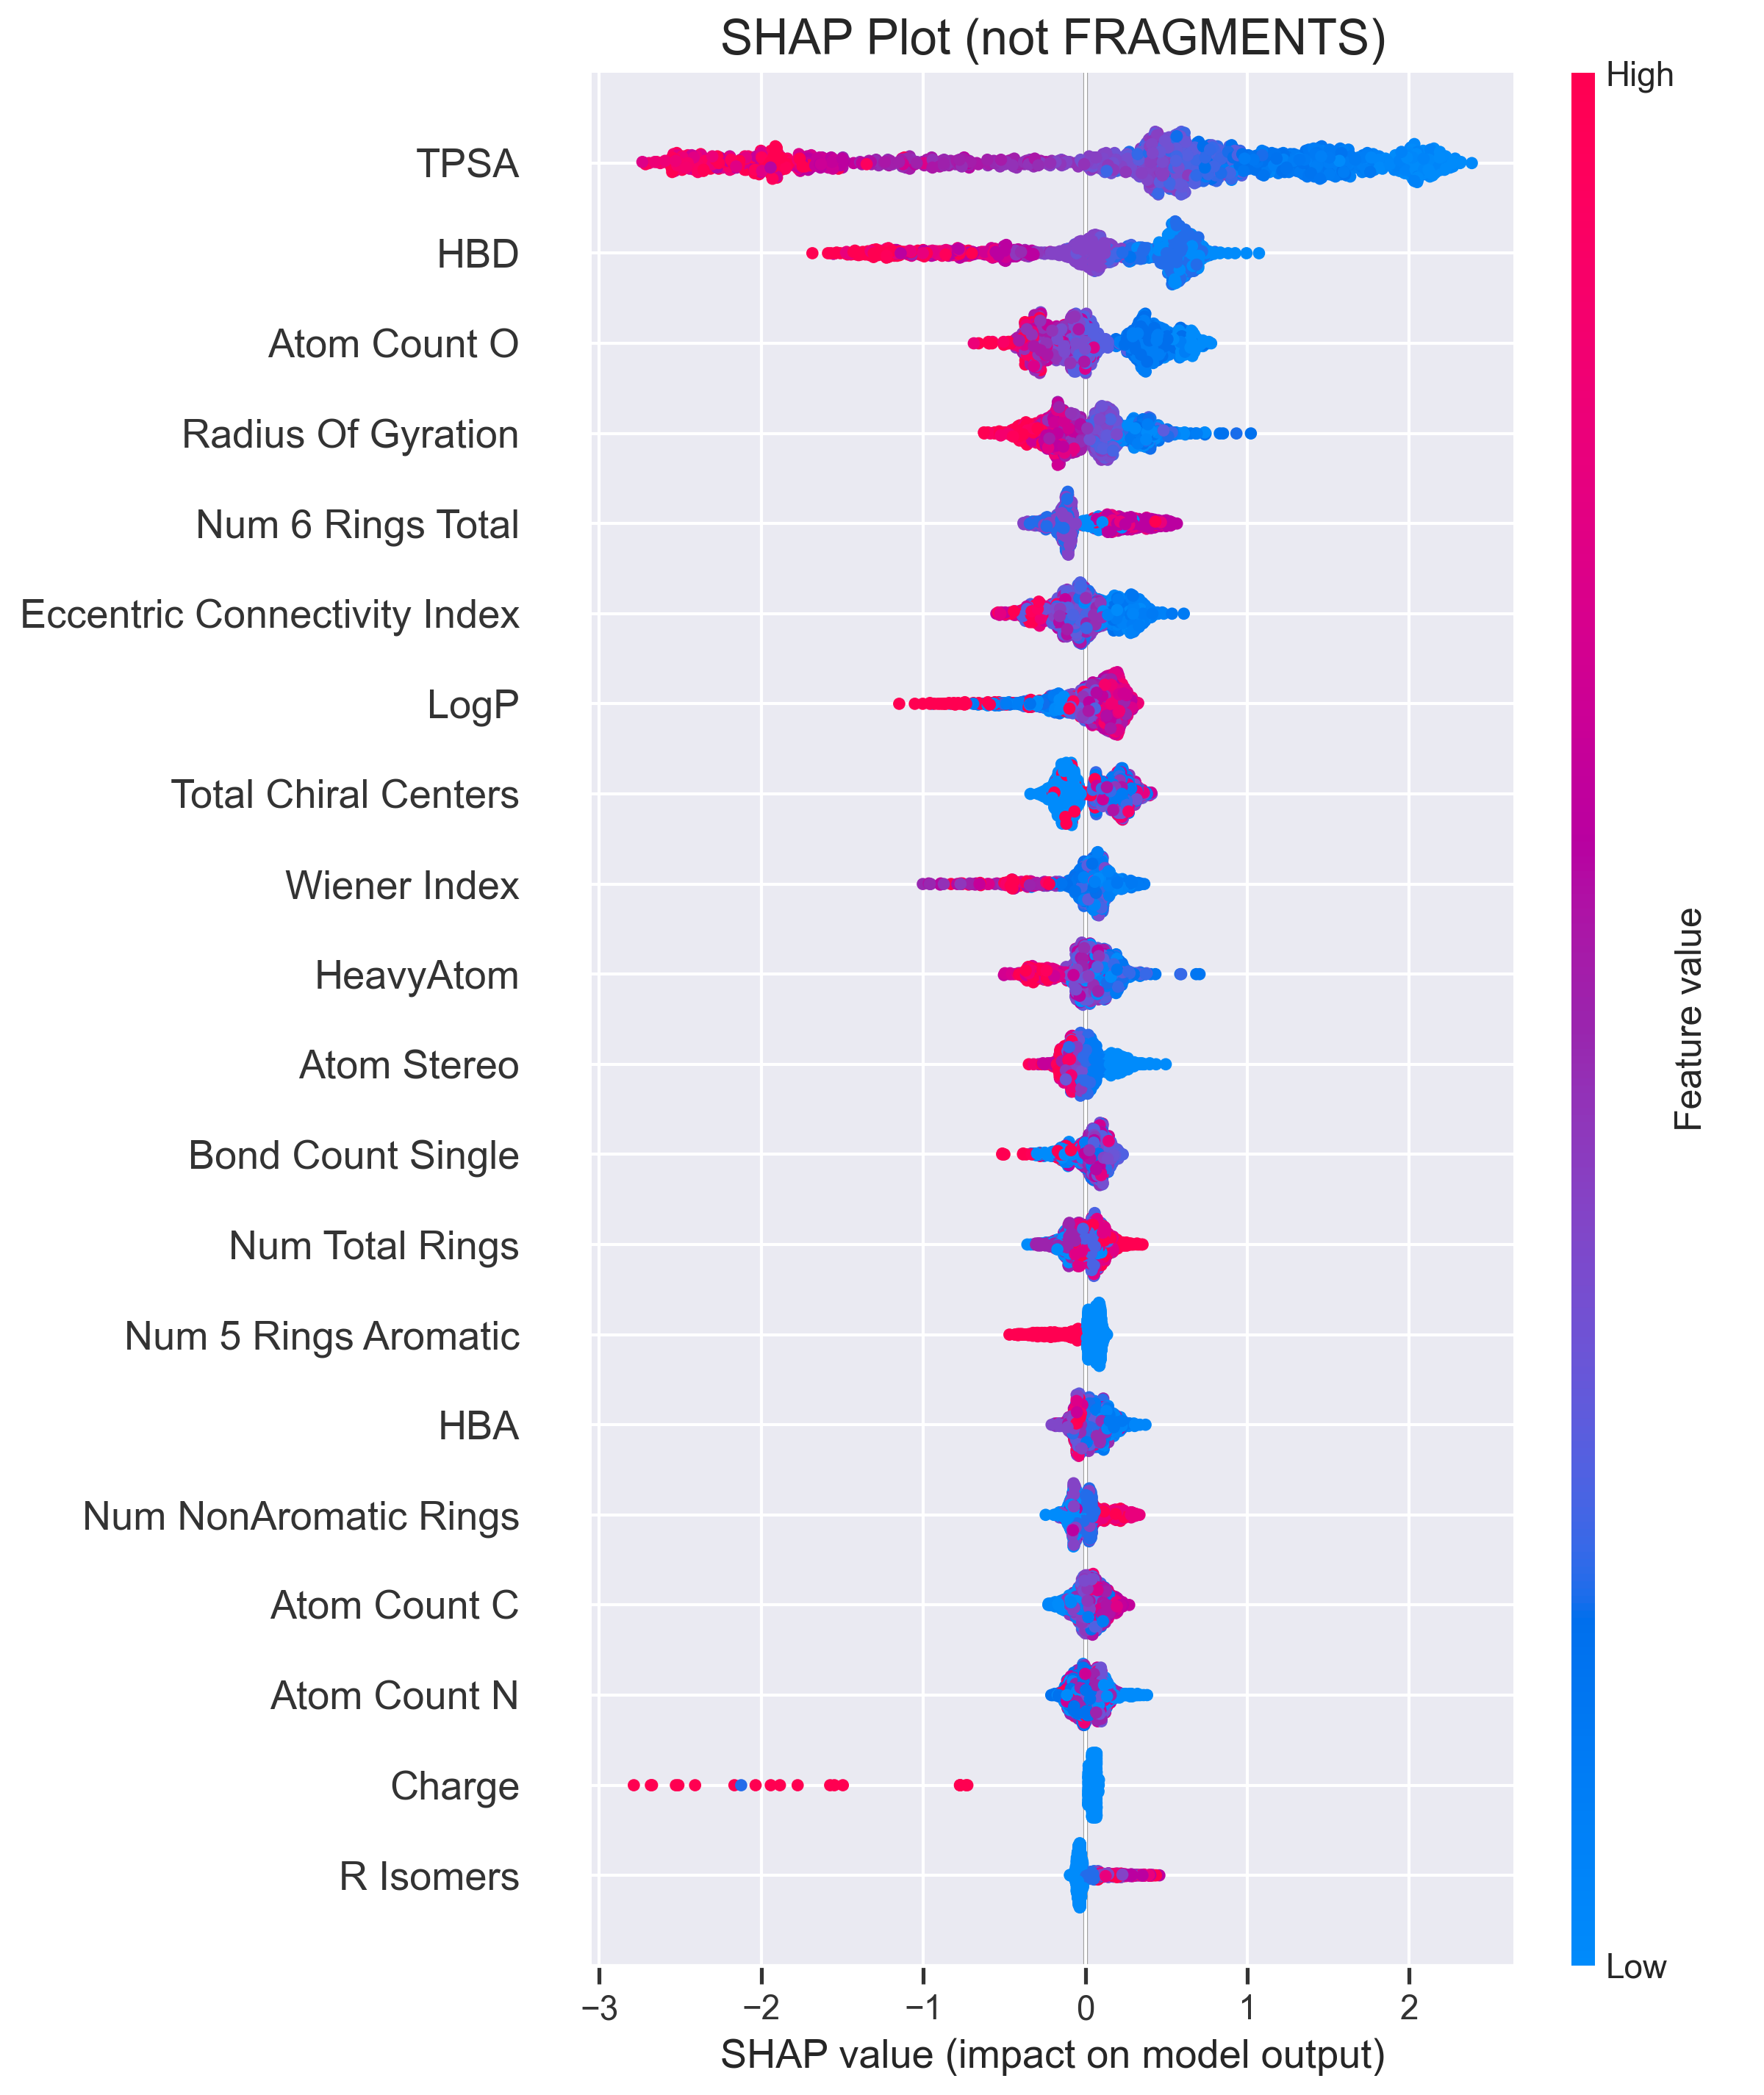 SHAP Plot (not FRAGMENTS)
High
TPSA
HBD
Atom Count O
Radius Of Gyration
Num 6 Rings Total
Eccentric Connectivity Index
LogP
Total Chiral Centers
Wiener Index
HeavyAtom
Atom Stereo
Bond Count Single
Num Total Rings
Num 5 Rings Aromatic
HBA
Num NonAromatic Rings
Atom Count C
Atom Count N
Charge
R Isomers
Feature value
Low
−3 −2 −1 0 1 2
SHAP value (impact on model output)